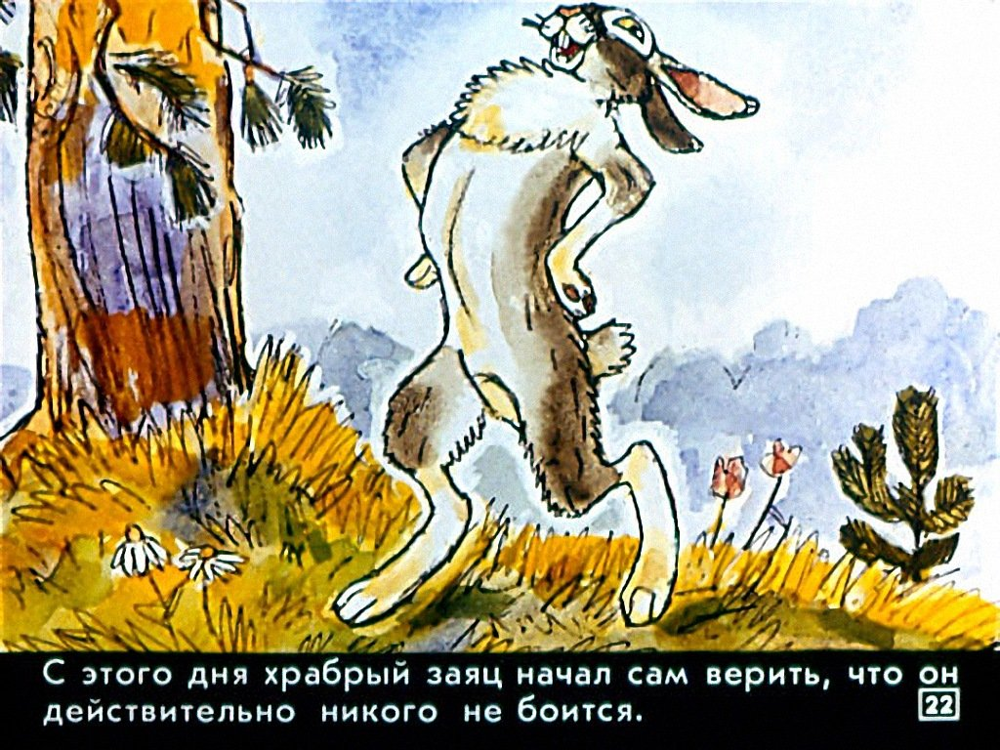 С этого дня храбрый заяц начал сам верить, что он
действительно никого не боится.
22